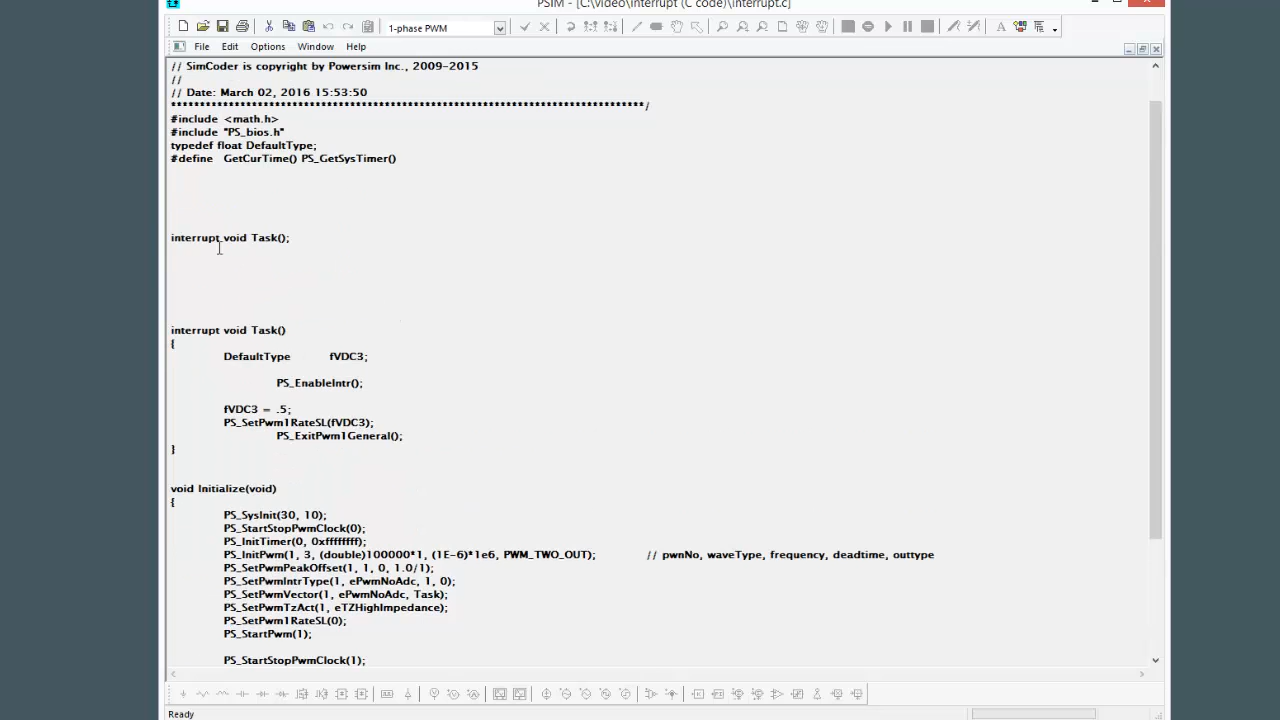 PSIM - [C:\Video\Interrupt (C code)\Interrupt.c]
1-phase PWM
File Edit Options Window Help
// SimCoder is copyright by Powersim Inc., 2009-2015
//
// Date: March 02, 2016 15:53:50
**********************************************************************************/
#include <math.h>
#include "PS_bios.h"
typedef float DefaultType;
#define GetCurTime() PS_GetSysTimer()
interrupt void Task();
interrupt void Task()
{
DefaultType fVDC3;
PS_EnableIntr();
fVDC3 = .5;
PS_SetPwm1RateSL(fVDC3);
PS_ExitPwm1General();
}
void Initialize(void)
{
PS_SysInit(30, 10);
PS_StartStopPwmClock(0);
PS_InitTimer(0, 0xffffffff);
PS_InitPwm(1, 3, (double)100000*1, (1E-6)*1e6, PWM_TWO_OUT); // pwnNo, waveType, frequency, deadtime, outtype
PS_SetPwmPeakOffset(1, 1, 0, 1.0/1);
PS_SetPwmIntrType(1, ePwmNoAdc, 1, 0);
PS_SetPwmVector(1, ePwmNoAdc, Task);
PS_SetPwmTzAct(1, eTZHighImpedance);
PS_SetPwm1RateSL(0);
PS_StartPwm(1);
PS_StartStopPwmClock(1);
Ready